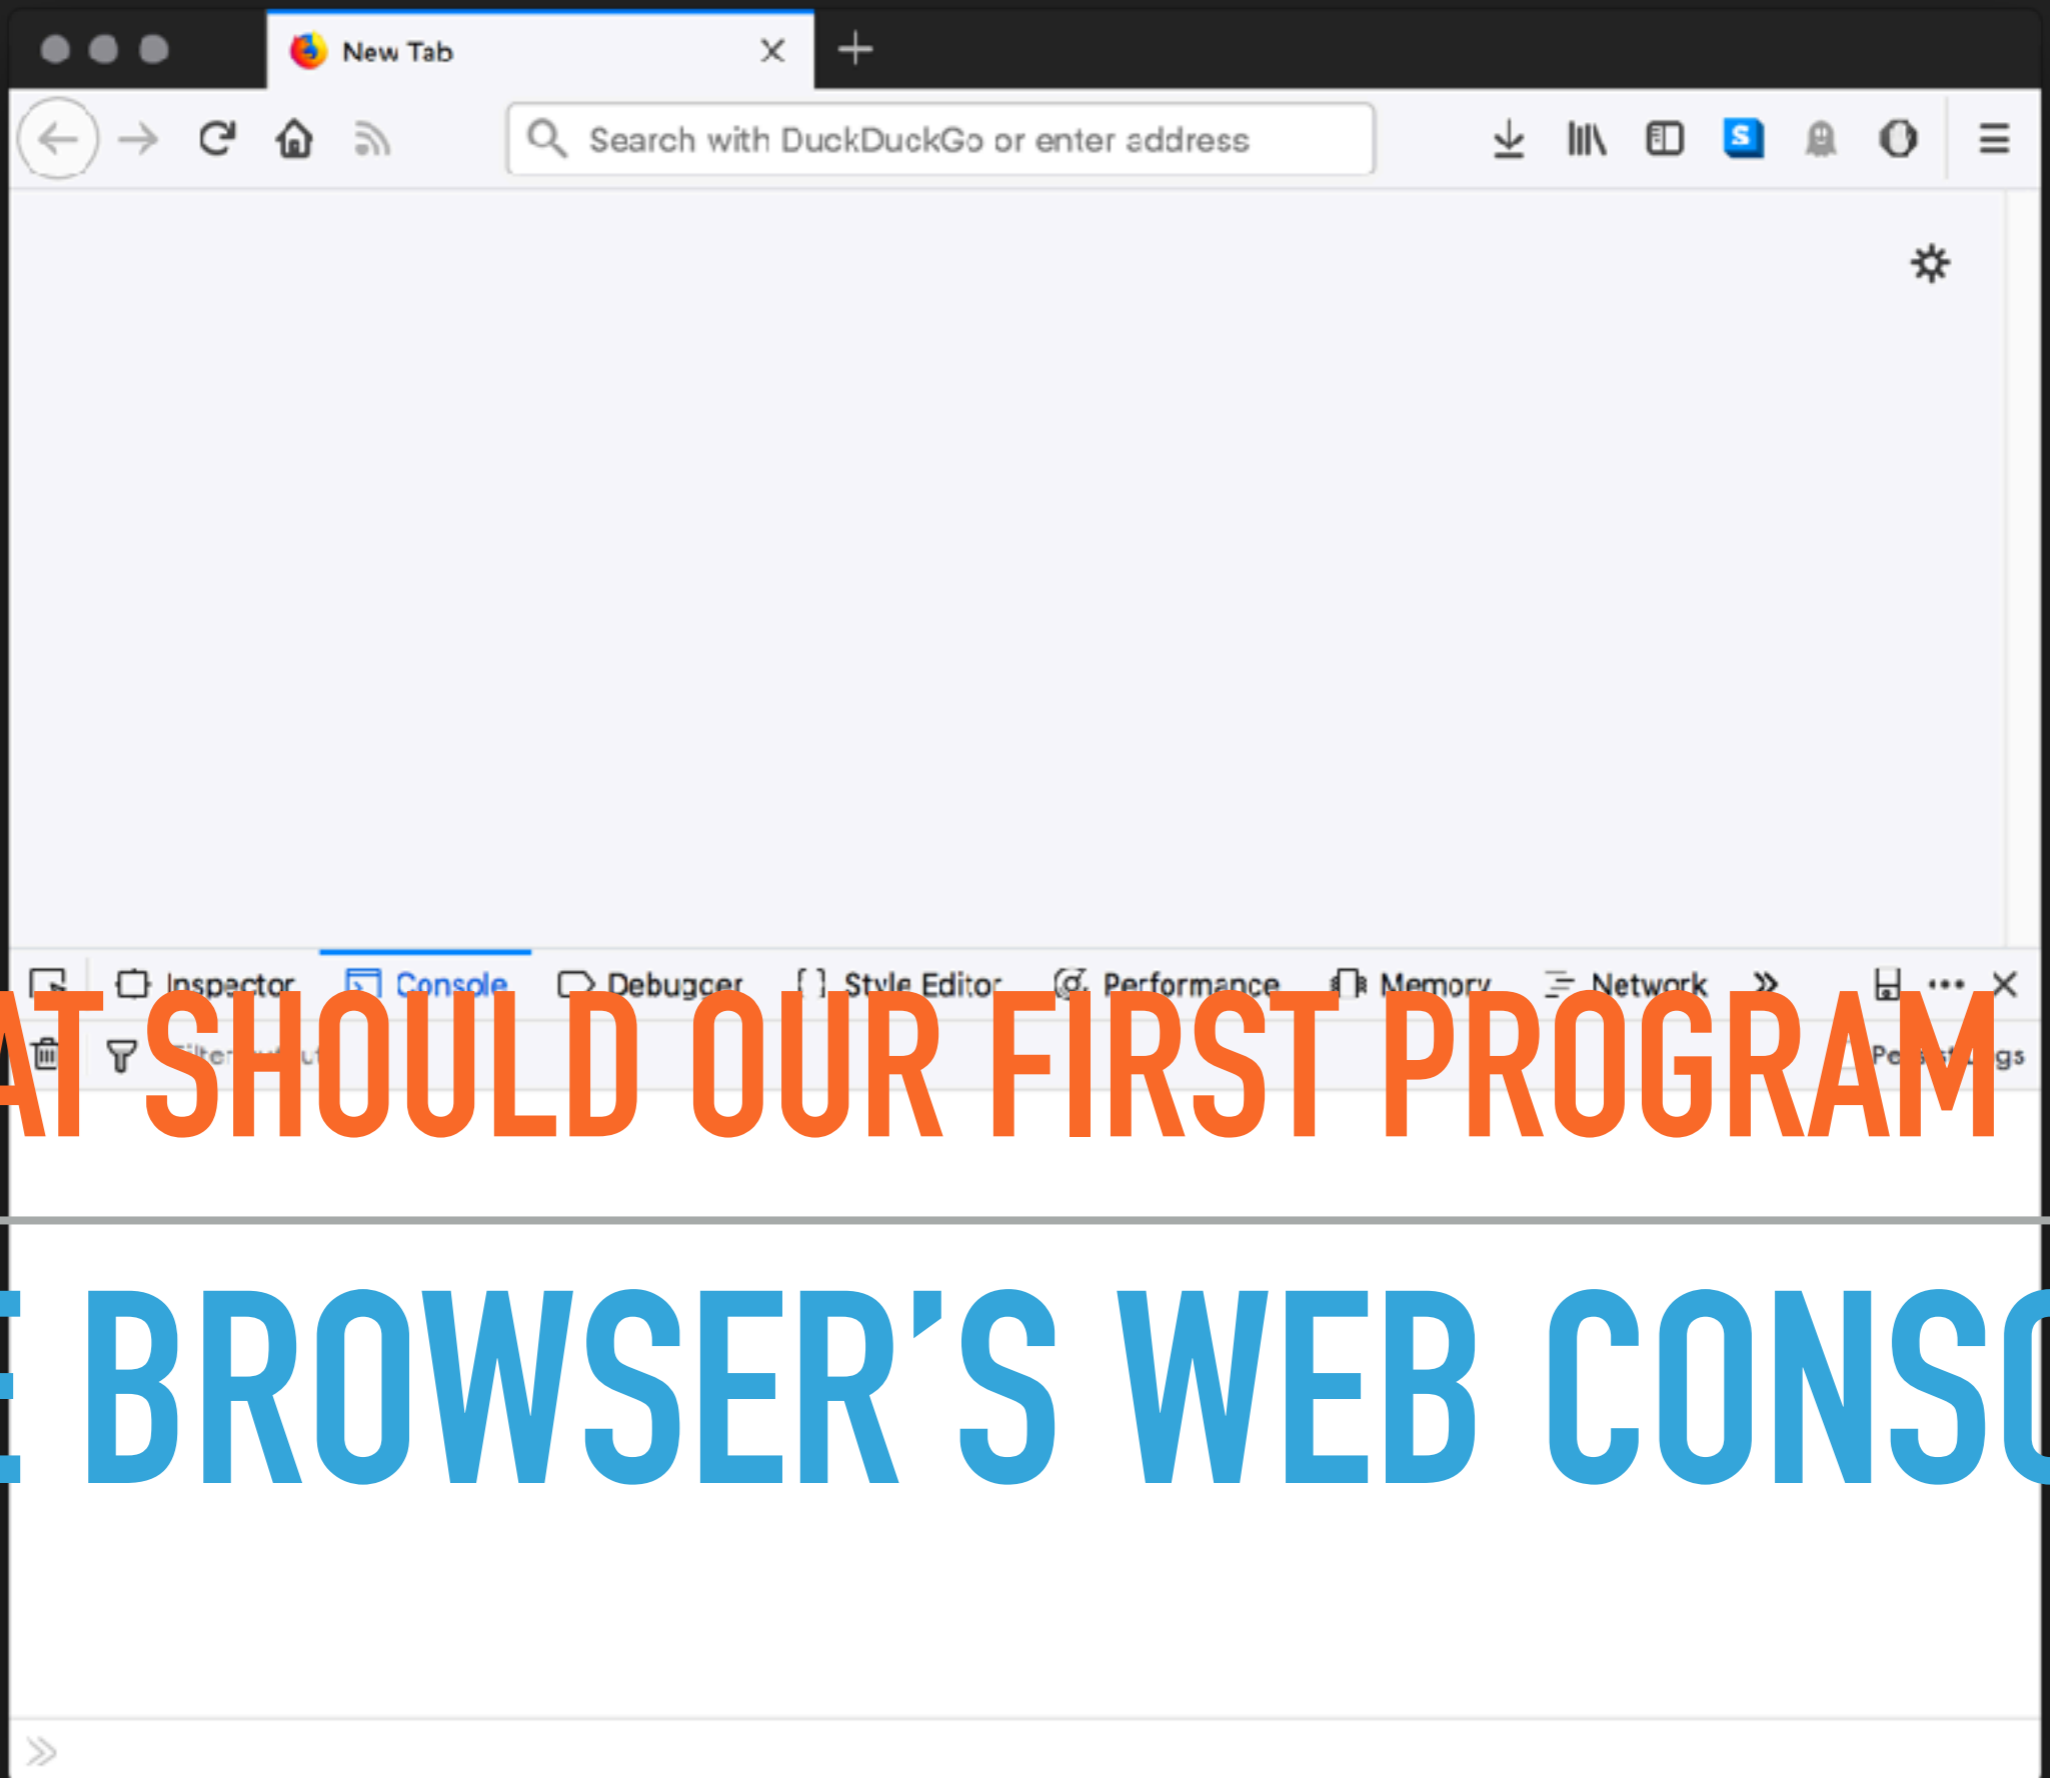 New Tab
Search with DuckDuckGo or enter address
S
Inspector Console Debugger Style Editor Performance Memory Network
AT SHOULD OUR FIRST PROGRAM
E BROWSER’S WEB CONSO